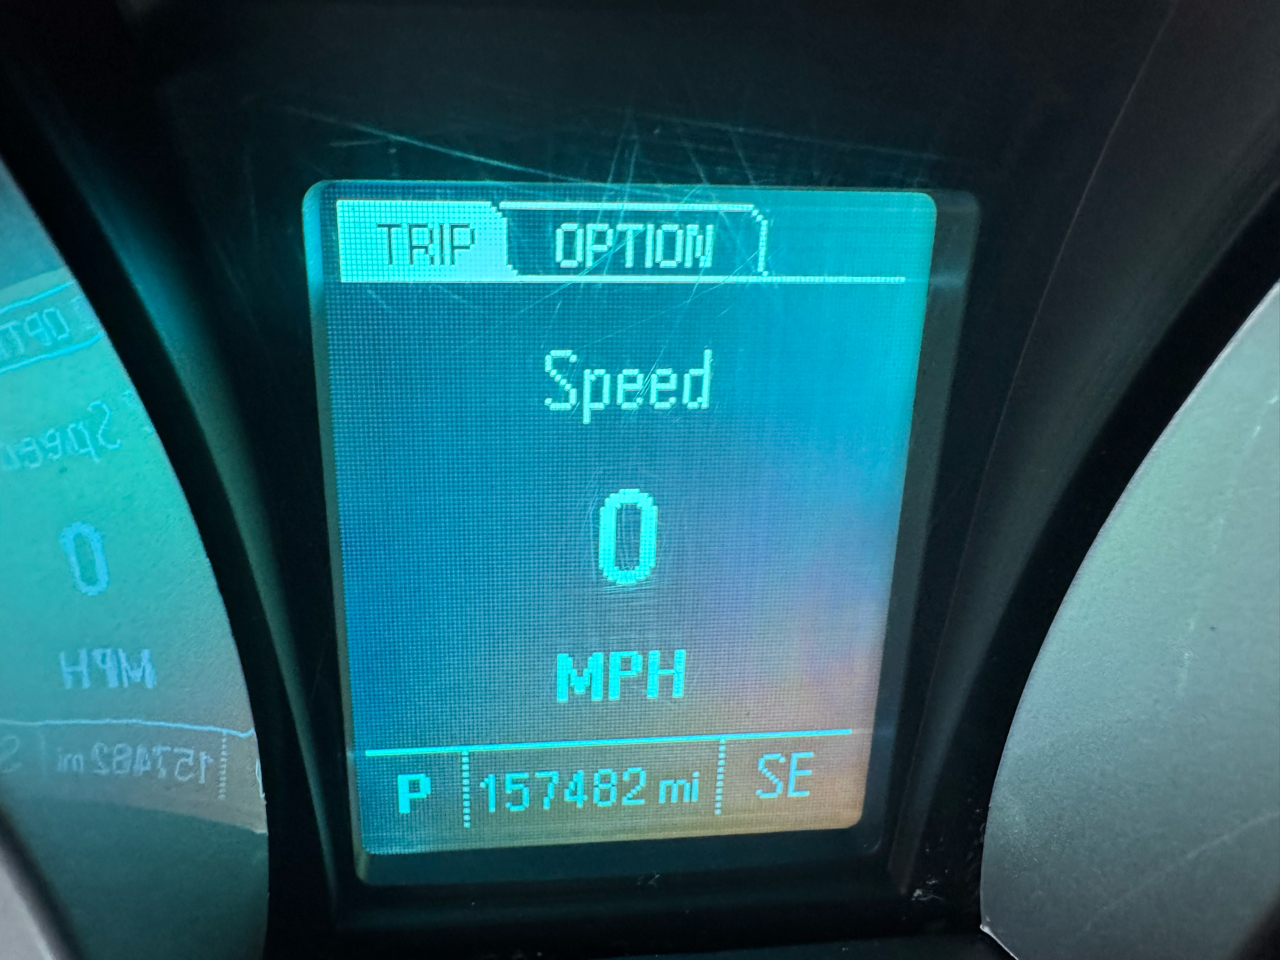 TRIP OPTION
Speed
0
MPH
P 157482 mi SE